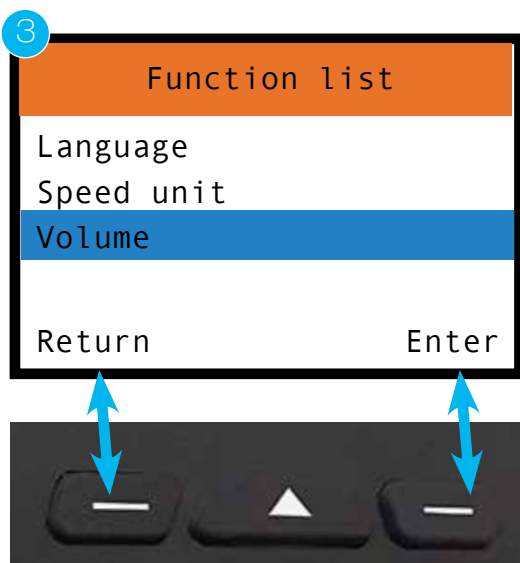 3
Function list
Language
Speed unit
Volume
Return Enter